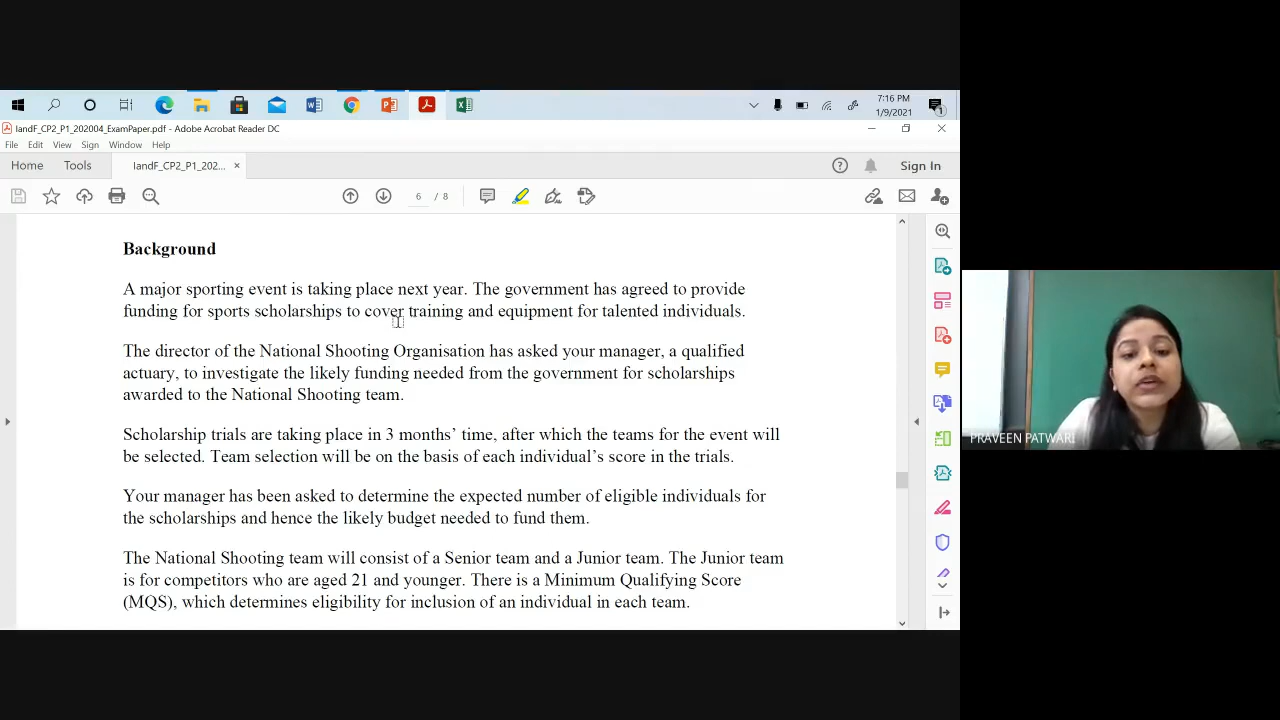 7:16 PM
1/9/2021
1
IandF_CP2_P1_202004_ExamPaper.pdf - Adobe Acrobat Reader DC
File Edit View Sign Window Help
Home Tools IandF_CP2_P1_202... × Sign In
6 / 8
Background
A major sporting event is taking place next year. The government has agreed to provide
funding for sports scholarships to cover training and equipment for talented individuals.
The director of the National Shooting Organisation has asked your manager, a qualified
actuary, to investigate the likely funding needed from the government for scholarships
awarded to the National Shooting team.
Scholarship trials are taking place in 3 months' time, after which the teams for the event will
be selected. Team selection will be on the basis of each individual's score in the trials.
Your manager has been asked to determine the expected number of eligible individuals for
the scholarships and hence the likely budget needed to fund them.
The National Shooting team will consist of a Senior team and a Junior team. The Junior team
is for competitors who are aged 21 and younger. There is a Minimum Qualifying Score
(MQS), which determines eligibility for inclusion of an individual in each team.
PRAVEEN PATWARI